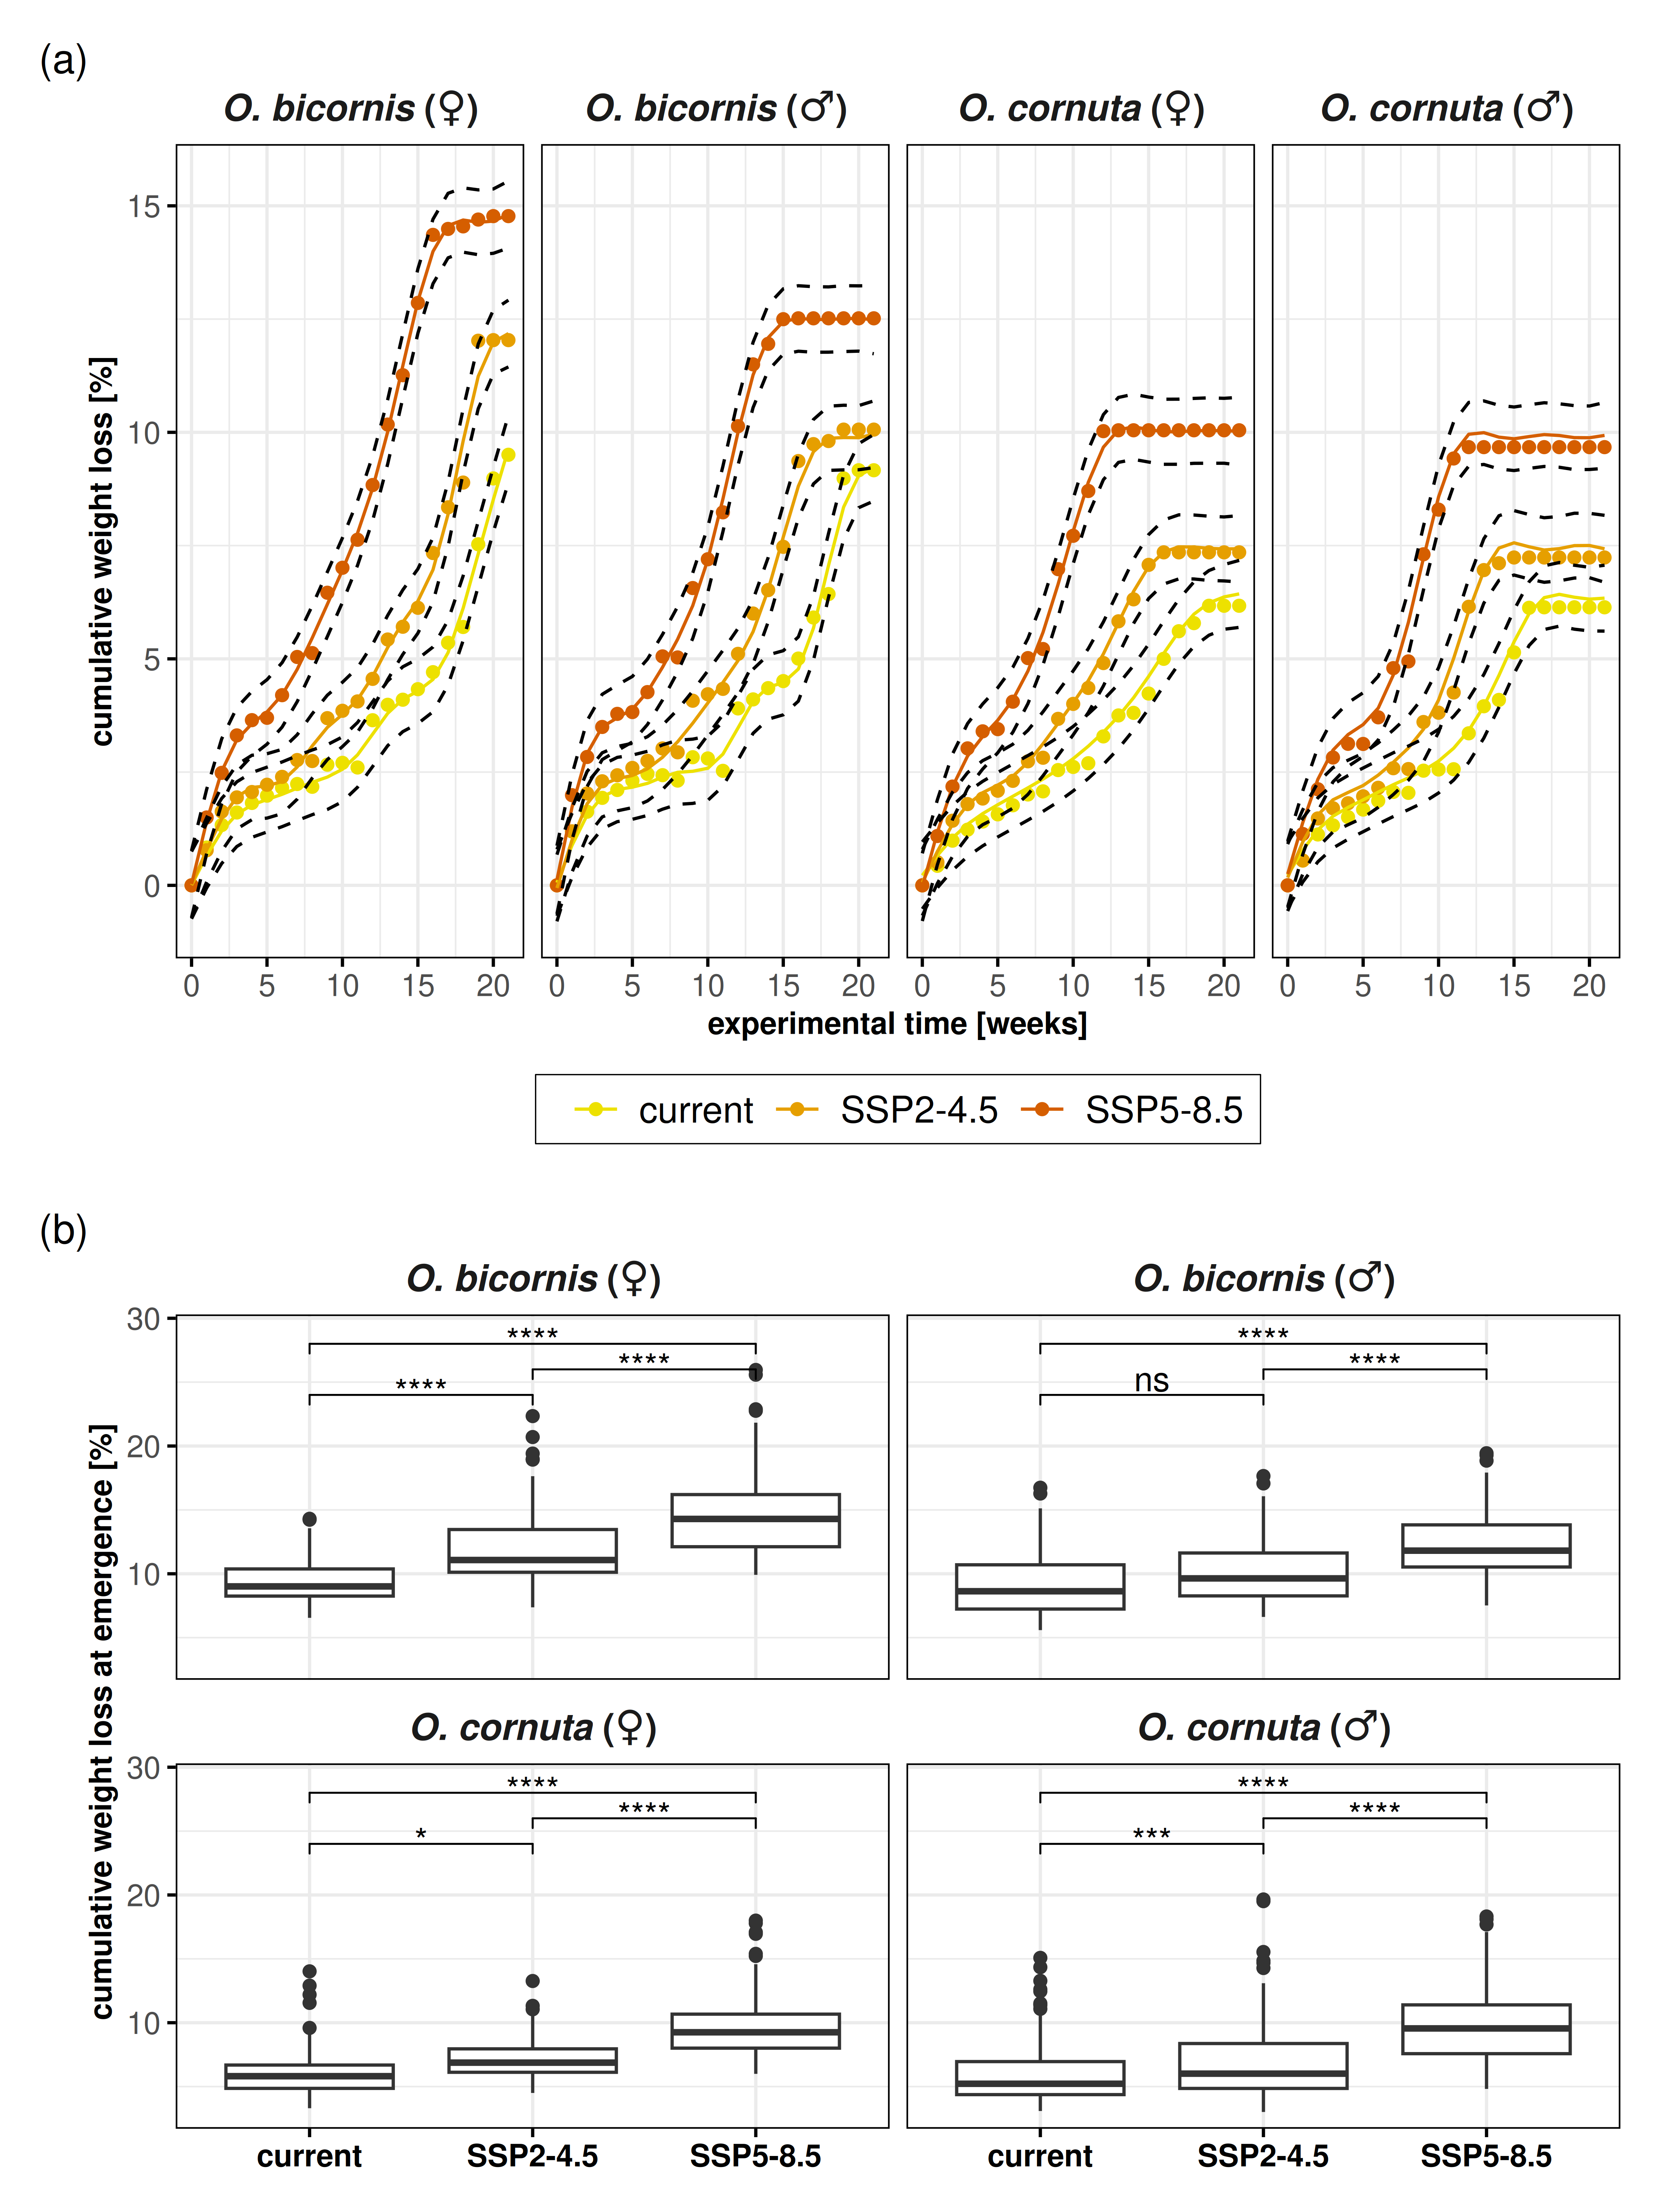 (a)
O. bicornis (♀) O. bicornis (♂) O. cornuta (♀) O. cornuta (♂)
cumulative weight loss [%]
15
10
5
0
0 5 10 15 20 0 5 10 15 20 0 5 10 15 20 0 5 10 15 20
experimental time [weeks]
current SSP2-4.5 SSP5-8.5
(b)
cumulative weight loss at emergence [%]
O. bicornis (♀) O. bicornis (♂)
30
20
10
**** ****
**** ****
**** ns
O. cornuta (♀) O. cornuta (♂)
30
20
10
**** ****
**** ****
* ***
current SSP2-4.5 SSP5-8.5 current SSP2-4.5 SSP5-8.5